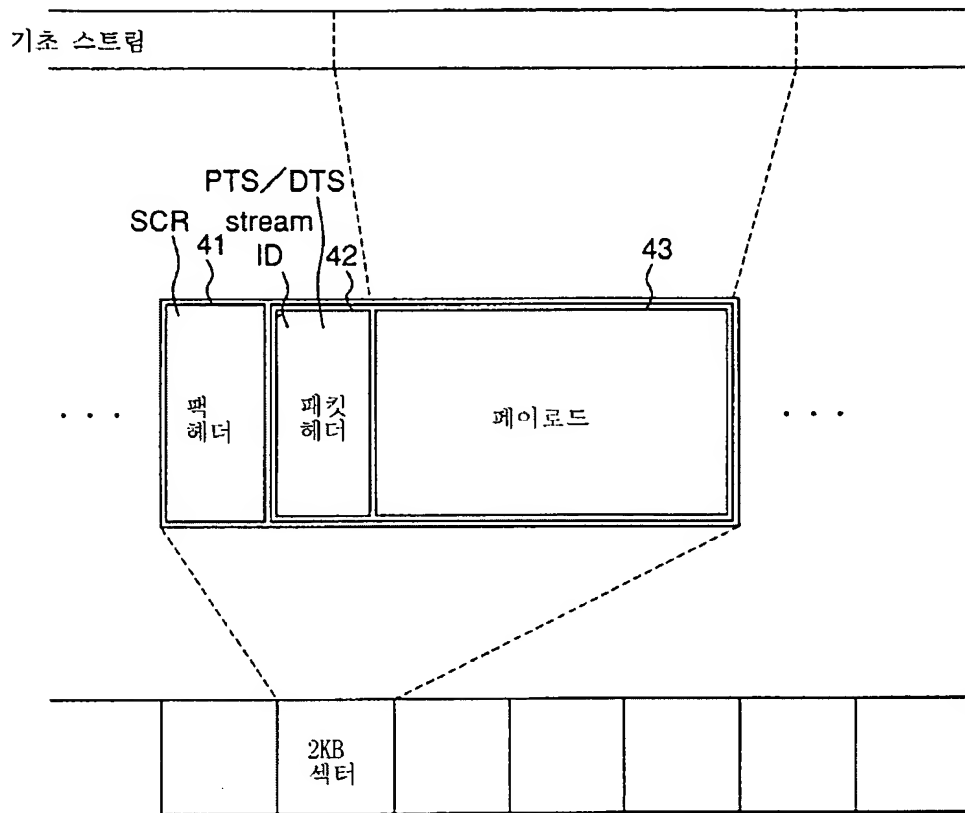 기초 스트림
PTS/DTS
SCR
stream
ID
41
42
43
· · ·
팩
헤더
패킷
헤더
페이로드
· · ·
2KB
섹터